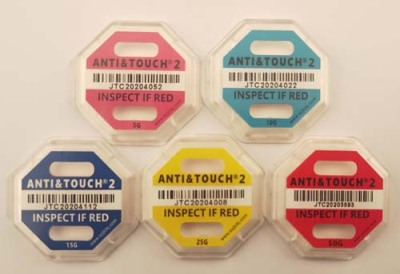 ANTI&TOUCH® 2
JTC20204052
INSPECT IF RED
5G
ANTI&TOUCH® 2
JTC20204022
INSPECT IF RED
10G
ANTI&TOUCH® 2
JTC20204112
INSPECT IF RED
15G
ANTI&TOUCH® 2
JTC20204008
INSPECT IF RED
25G
ANTI&TOUCH® 2
INSPECT IF RED
50G